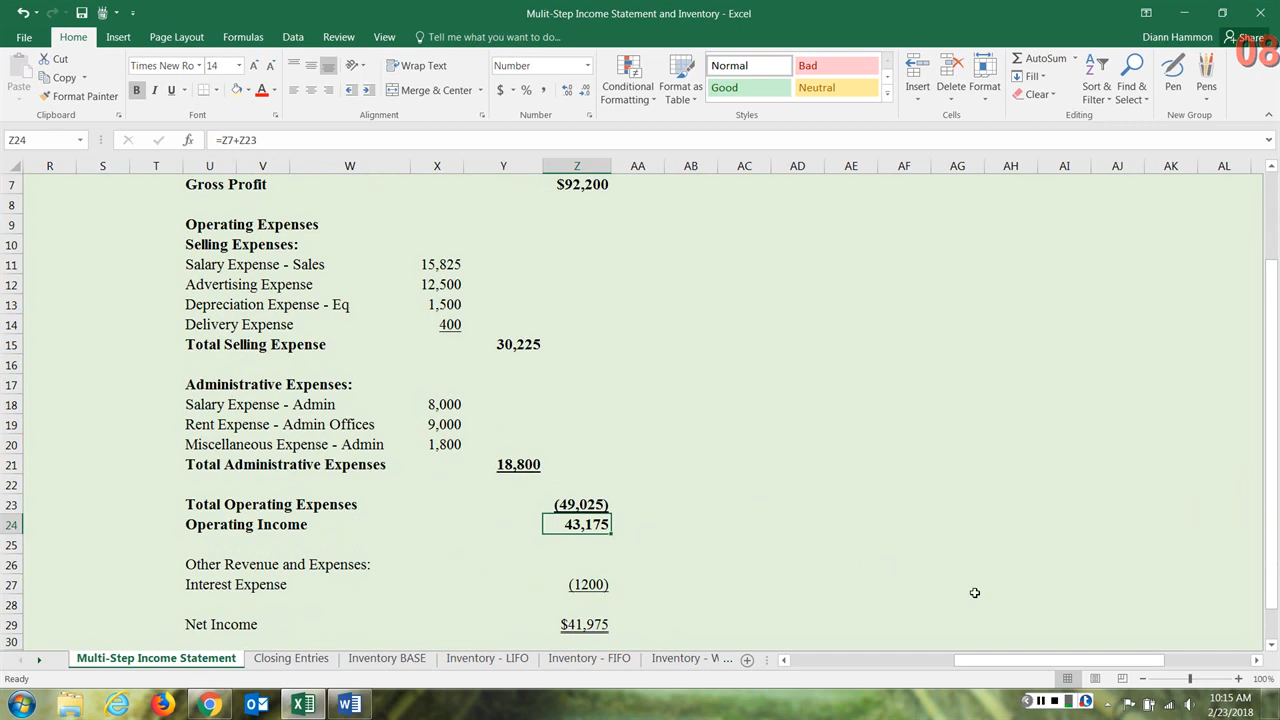 Mulit-Step Income Statement and Inventory - Excel
Diann Hammon
Share
08
File Home Insert Page Layout Formulas Data Review View Tell me what you want to do...
Paste
Cut
Copy
Format Painter
Clipboard
Times New Ro 14
B I U
Font
Wrap Text
Merge & Center
Alignment
Number
$ % ,
Number
Conditional Formatting
Format as Table
Normal Bad
Good Neutral
Styles
Insert Delete Format
Cells
AutoSum
Fill
Clear
Sort & Filter
Find & Select
Editing
Pen Pens
New Group
Z24 fx =Z7+Z23
R S T U V W X Y Z AA AB AC AD AE AF AG AH AI AJ AK AL
7 Gross Profit $92,200
8
9 Operating Expenses
10 Selling Expenses:
11 Salary Expense - Sales 15,825
12 Advertising Expense 12,500
13 Depreciation Expense - Eq 1,500
14 Delivery Expense 400
15 Total Selling Expense 30,225
16
17 Administrative Expenses:
18 Salary Expense - Admin 8,000
19 Rent Expense - Admin Offices 9,000
20 Miscellaneous Expense - Admin 1,800
21 Total Administrative Expenses 18,800
22
23 Total Operating Expenses (49,025)
24 Operating Income 43,175
25
26 Other Revenue and Expenses:
27 Interest Expense (1200)
28
29 Net Income $41,975
30
Multi-Step Income Statement Closing Entries Inventory BASE Inventory - LIFO Inventory - FIFO Inventory - W ...
Ready
100%
10:15 AM
2/23/2018